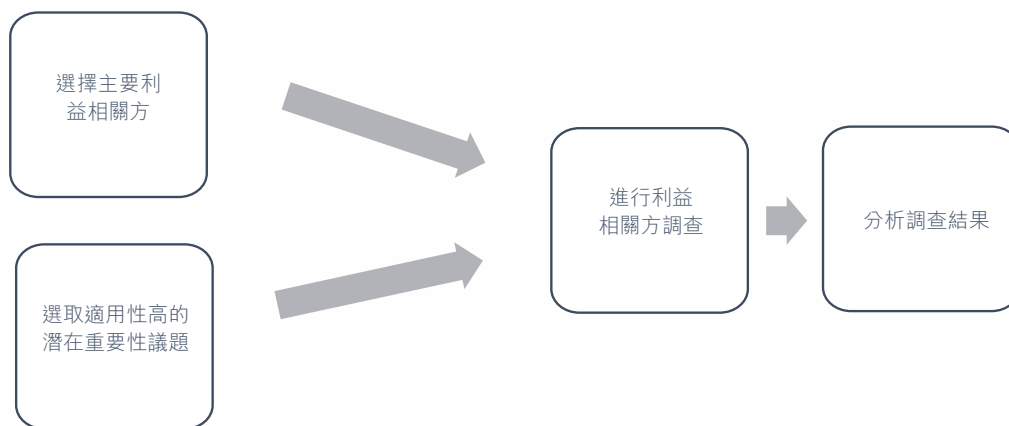 選擇主要利
益相關方
選取適用性高的
潛在重要性議題
進行利益
相關方調查
分析調查結果